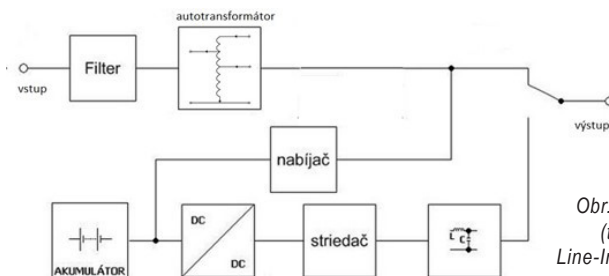 autotransformátor
Filter
vstup
výstup
nabíjač
DC
DC
striedač
L
C
AKUMULÁTOR
Obr.
(t
Line-In